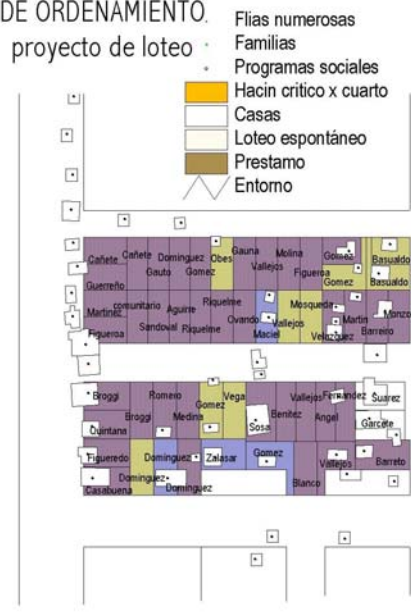 DE ORDENAMIENTO.
proyecto de loteo
Flias numerosas
Familias
Programas sociales
Hacin critico x cuarto
Casas
Loteo espontáneo
Prestamo
Entorno
Cañete Cañete Dominguez Obes Gauna Molina Gomez Basualdo
Gauto Gomez Vallejos Figueroa Gomez Basualdo
Guerreño
Martinez comunitario Aguirre Riquelme Ovando Mosqueda Martin Monzo
Figueroa Sandoval Riquelme Maciel Vallejos Velazquez Barreiro
Broggi Romero Gomez Vega Vallejos Fernandez Suarez
Quintana Broggi Medina Sosa Benitez Angel Garcete
Figueredo Dominguez Zalasar Gomez Vallejos Barreto
Casabuena Dominguez Dominguez Blanco